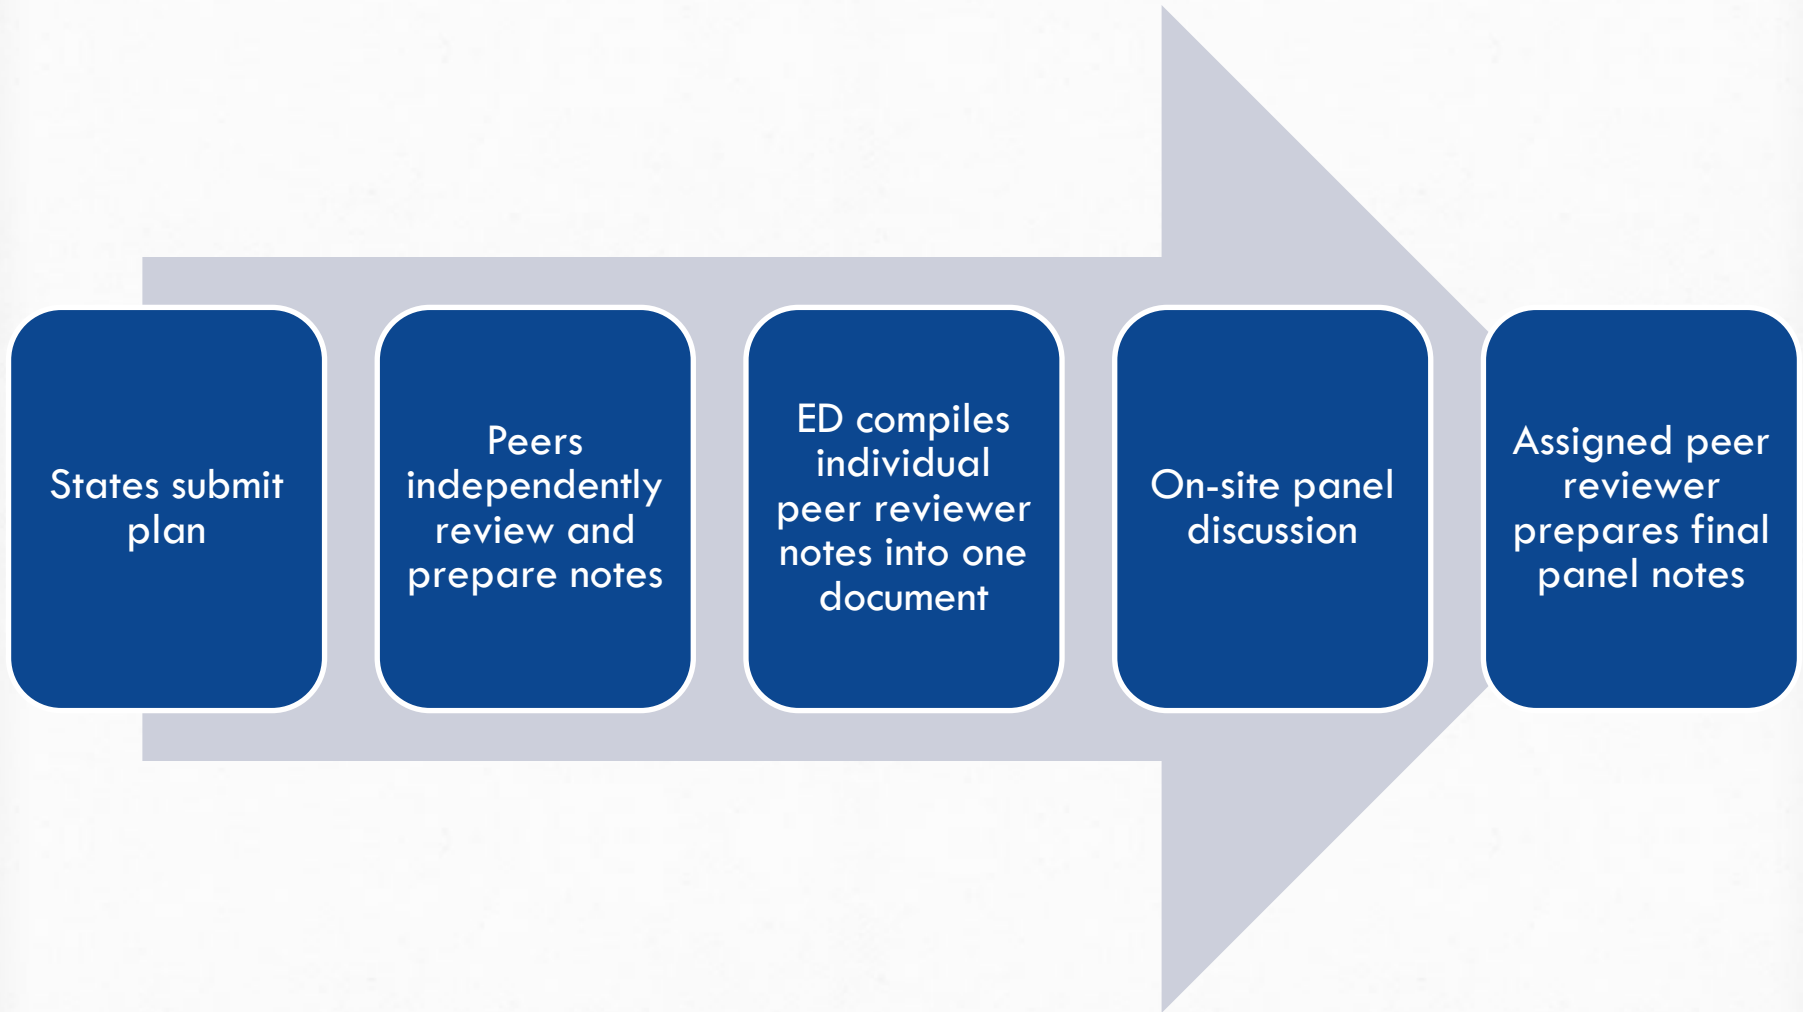 States submit
plan
Peers
independently
review and
prepare notes
ED compiles
individual
peer reviewer
notes into one
document
On-site panel
discussion
Assigned peer
reviewer
prepares final
panel notes